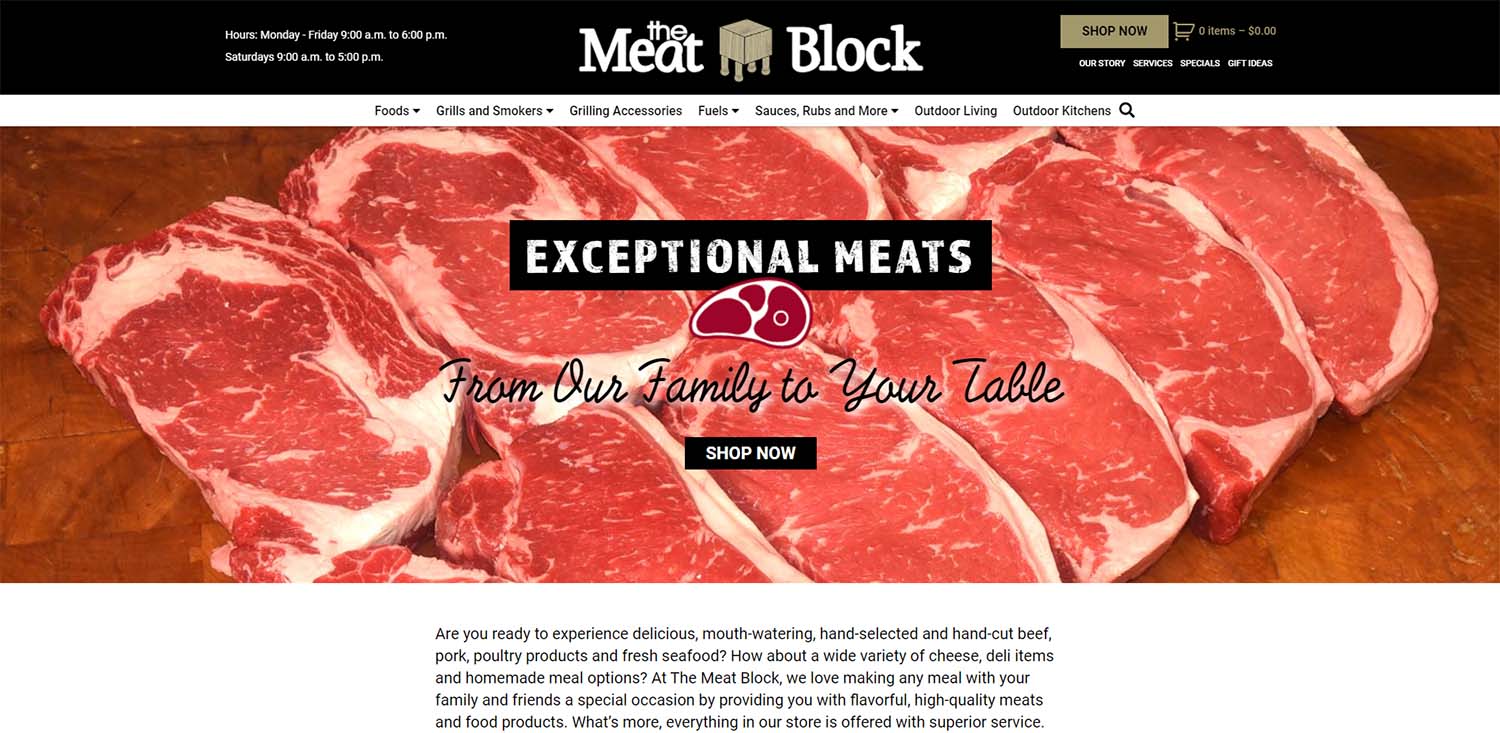 Hours: Monday - Friday 9:00 a.m. to 6:00 p.m.
Saturdays 9:00 a.m. to 5:00 p.m.
the Meat Block
SHOP NOW
0 items – $0.00
OUR STORY SERVICES SPECIALS GIFT IDEAS
Foods Grills and Smokers Grilling Accessories Fuels Sauces, Rubs and More Outdoor Living Outdoor Kitchens
EXCEPTIONAL MEATS
From Our Family to Your Table
SHOP NOW
Are you ready to experience delicious, mouth-watering, hand-selected and hand-cut beef,
pork, poultry products and fresh seafood? How about a wide variety of cheese, deli items
and homemade meal options? At The Meat Block, we love making any meal with your
family and friends a special occasion by providing you with flavorful, high-quality meats
and food products. What’s more, everything in our store is offered with superior service.